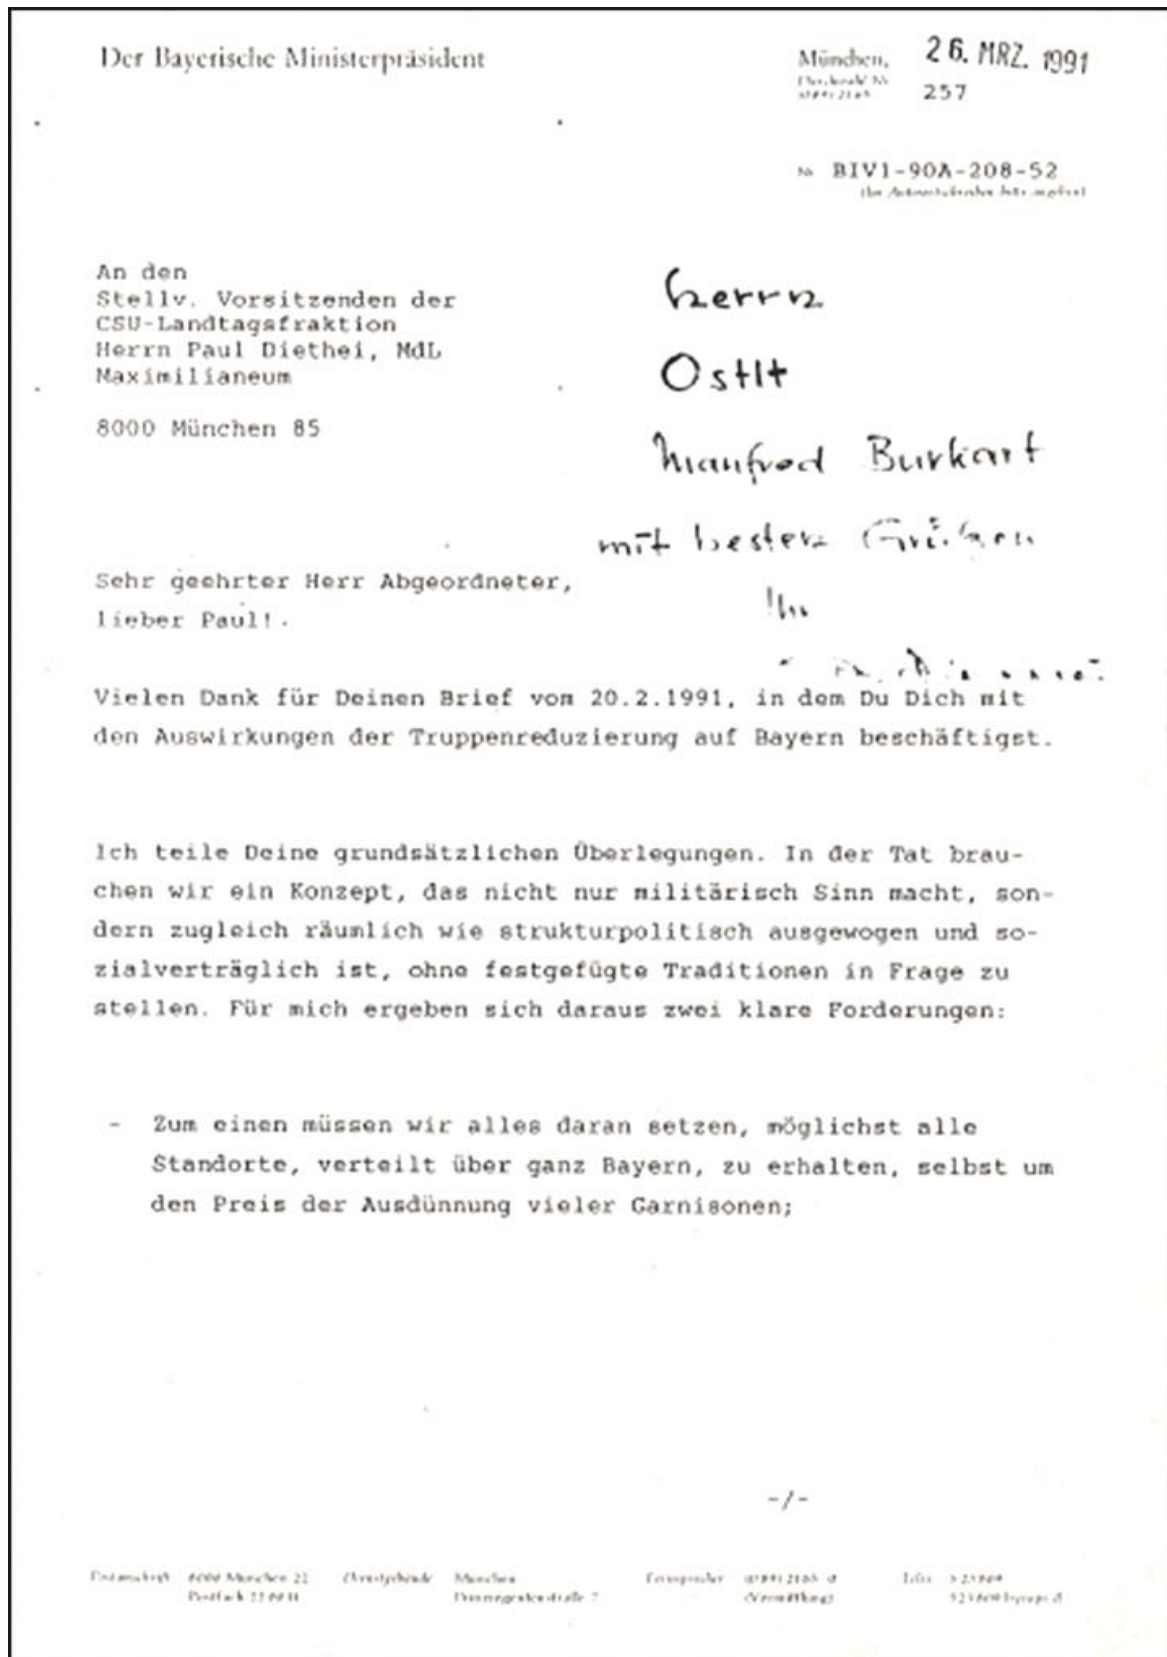 Der Bayerische Ministerpräsident
München, 26. MRZ. 1991
257
Nr. BIV1-90A-208-52
An den
Stellv. Vorsitzenden der
CSU-Landtagsfraktion
Herrn Paul Diethei, MdL
Maximilianeum
8000 München 85
Herrn
Ostlt
Manfred Burkart
mit besten Grüßen
Ihr
Sehr geehrter Herr Abgeordneter,
lieber Paul!
Vielen Dank für Deinen Brief vom 20.2.1991, in dem Du Dich mit
den Auswirkungen der Truppenreduzierung auf Bayern beschäftigst.
Ich teile Deine grundsätzlichen Überlegungen. In der Tat brau-
chen wir ein Konzept, das nicht nur militärisch Sinn macht, son-
dern zugleich räumlich wie strukturpolitisch ausgewogen und so-
zialverträglich ist, ohne festgefügte Traditionen in Frage zu
stellen. Für mich ergeben sich daraus zwei klare Forderungen:
- Zum einen müssen wir alles daran setzen, möglichst alle
Standorte, verteilt über ganz Bayern, zu erhalten, selbst um
den Preis der Ausdünnung vieler Garnisonen;
-/-
8000 München 22
München